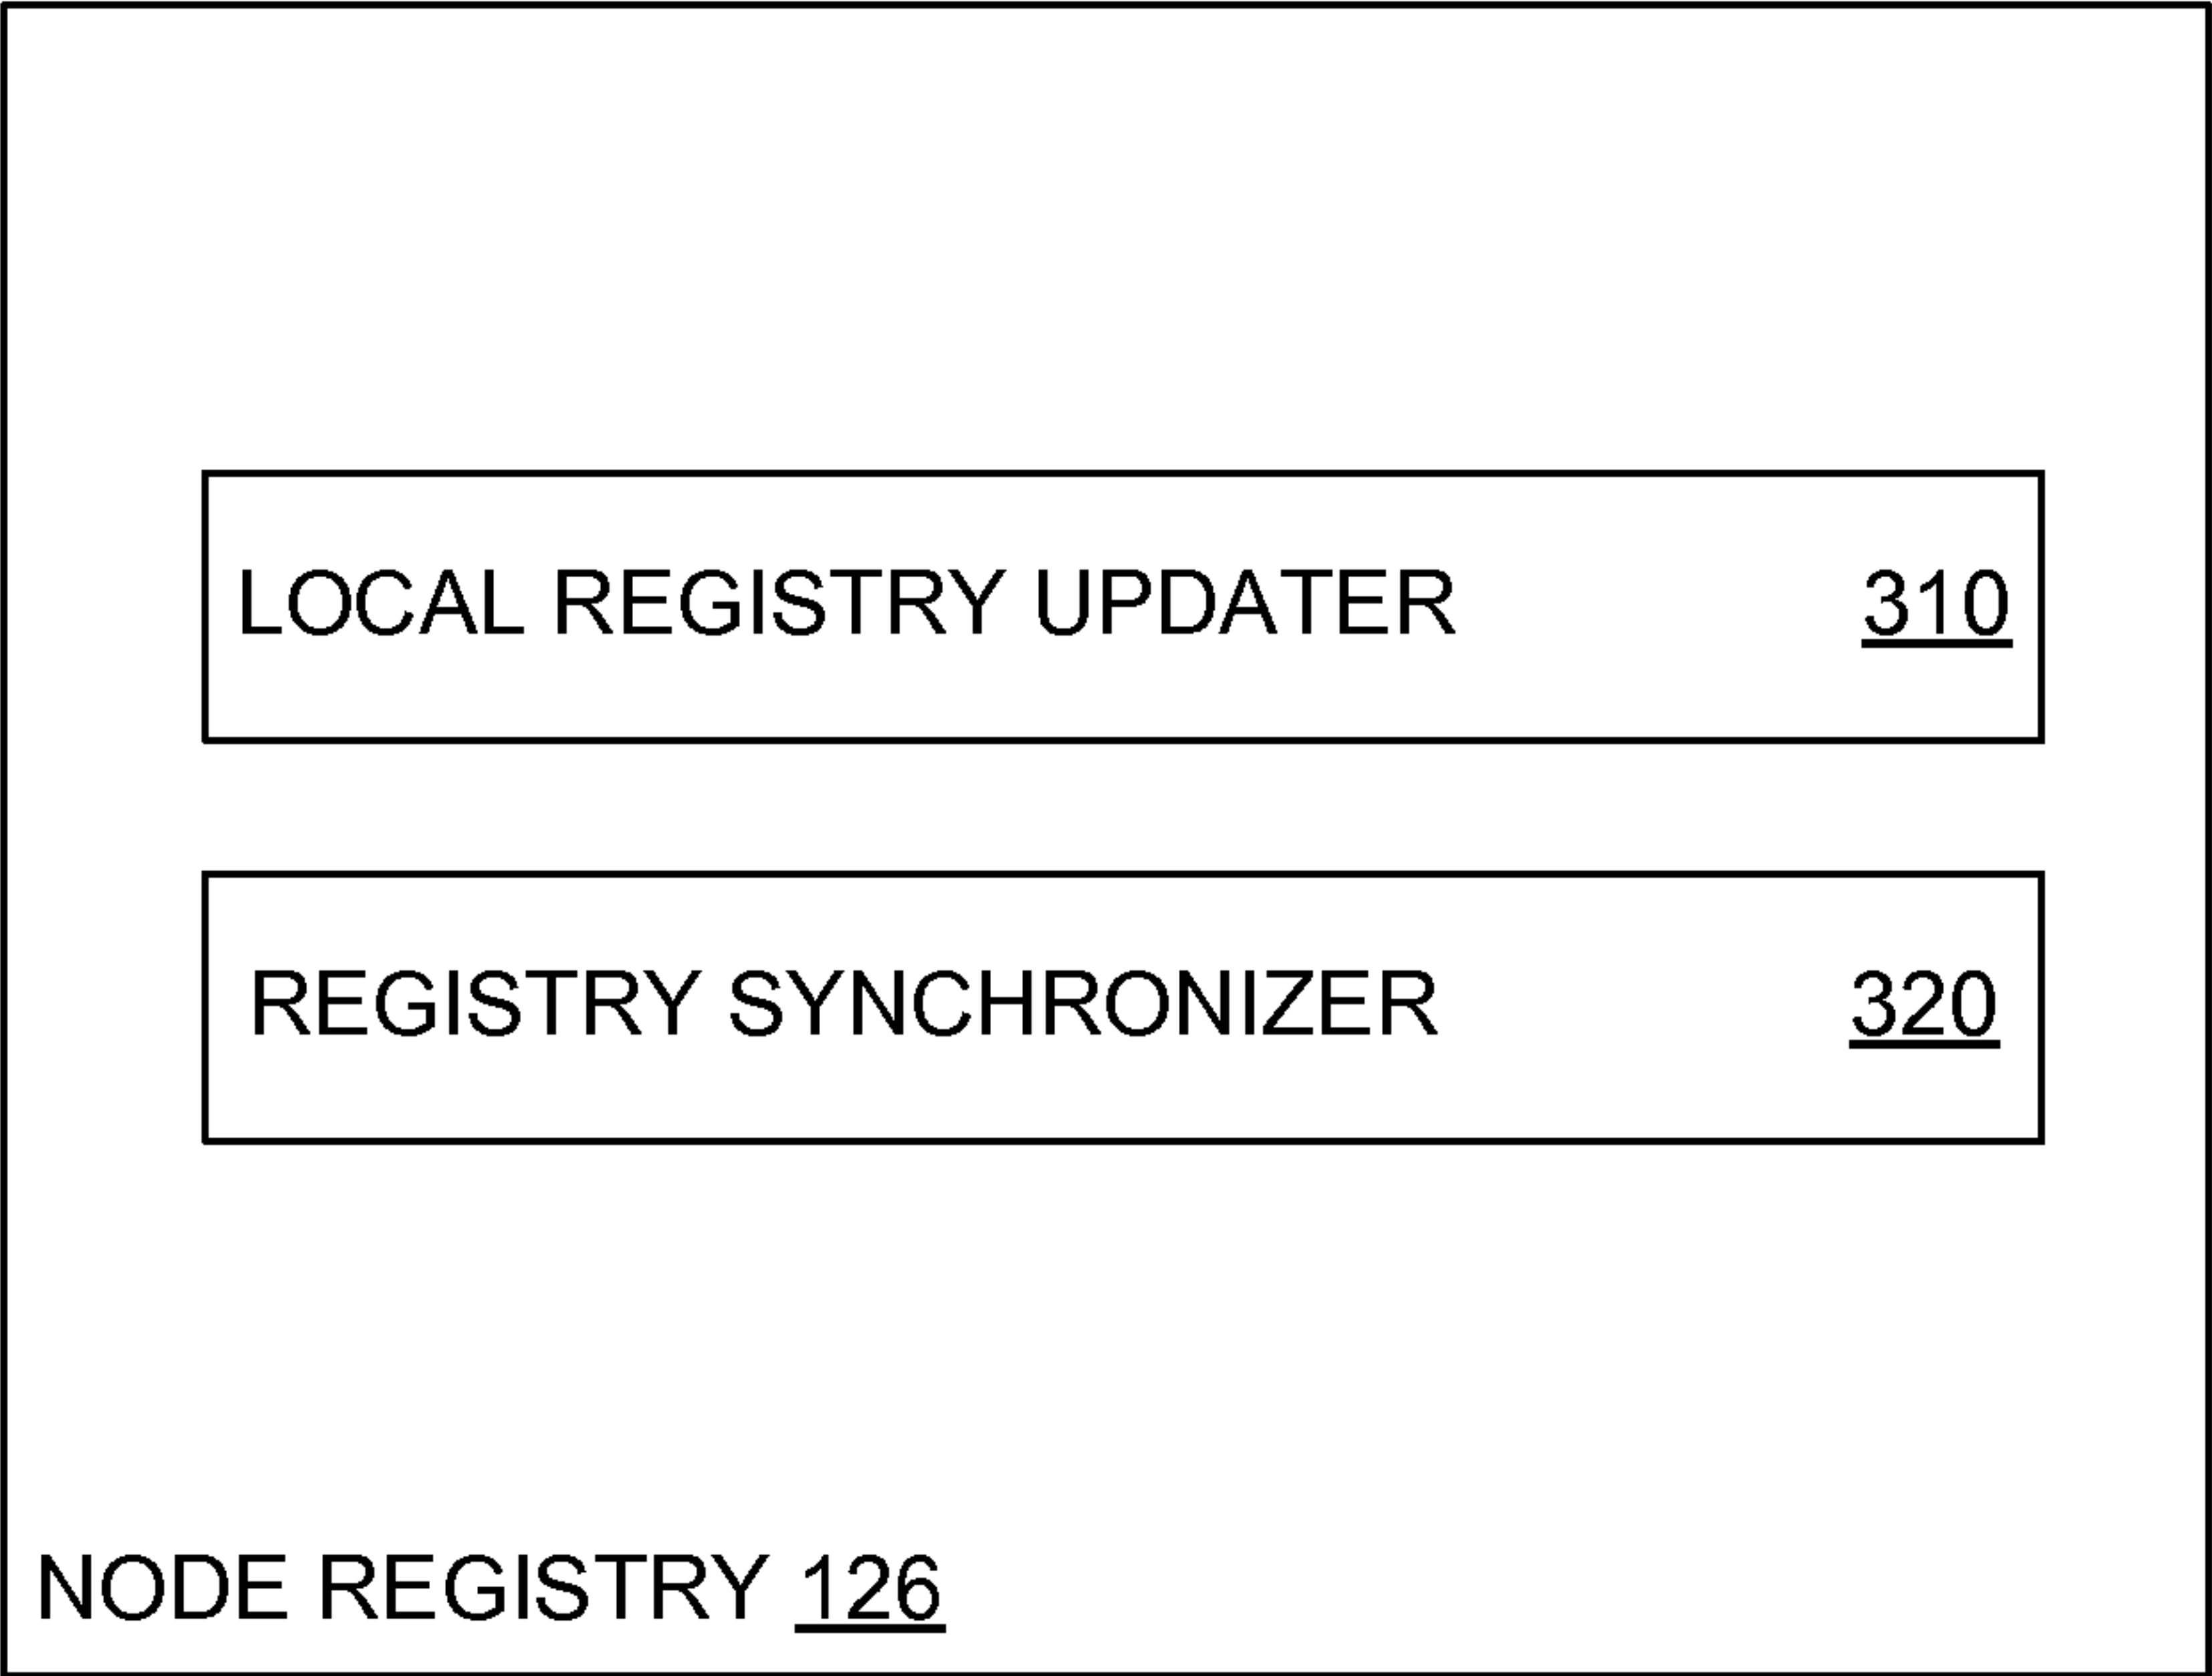 LOCAL REGISTRY UPDATER 310
REGISTRY SYNCHRONIZER 320
NODE REGISTRY 126